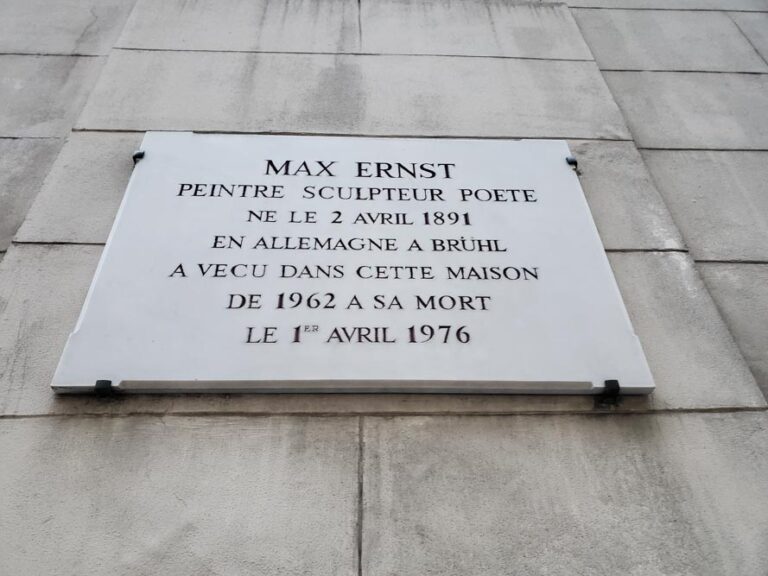 MAX ERNST
PEINTRE SCULPTEUR POETE
NE LE 2 AVRIL 1891
EN ALLEMAGNE A BRÜHL
A VECU DANS CETTE MAISON
DE 1962 A SA MORT
LE 1ER AVRIL 1976